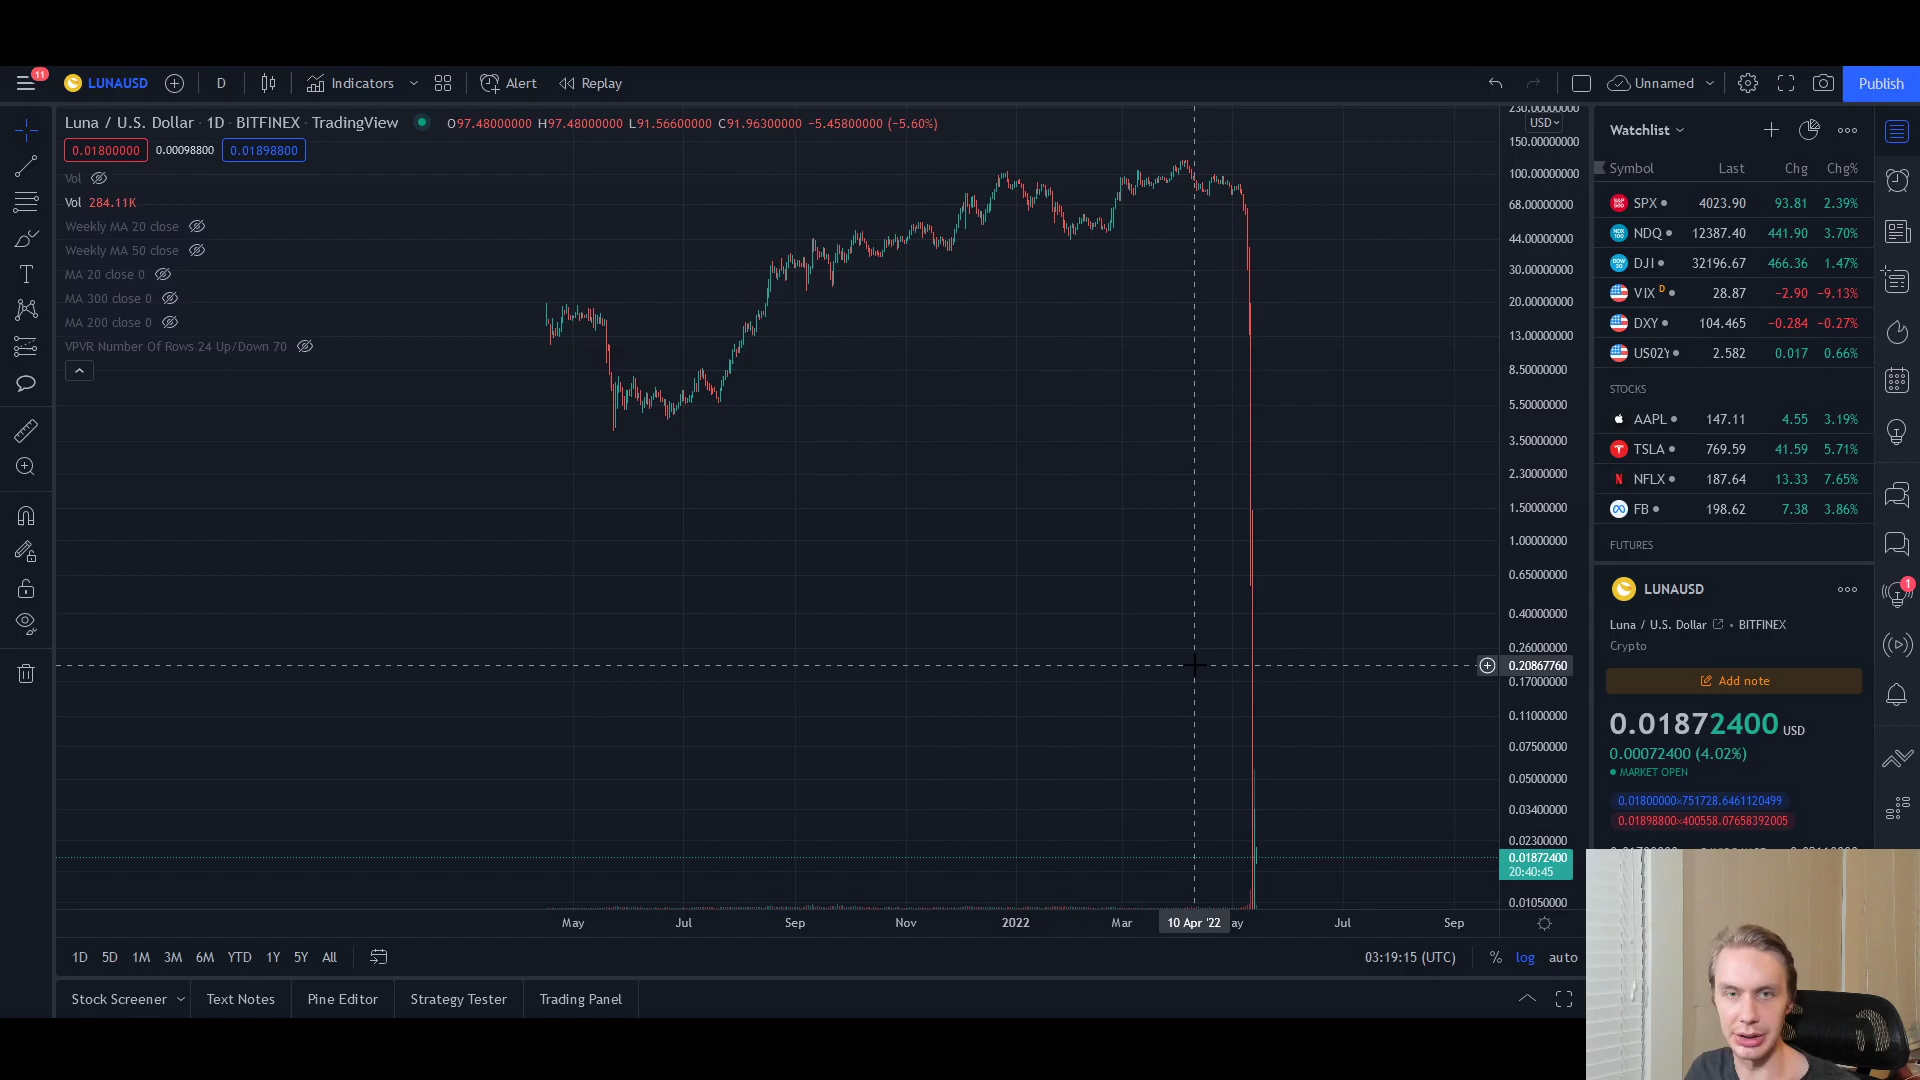 11
LUNAUSD D Indicators Alert Replay Unnamed Publish
Luna / U.S. Dollar · 1D · BITFINEX · TradingView O97.48000000 H97.48000000 L91.56600000 C91.96300000 −5.45800000 (−5.60%)
0.01800000 0.00098800 0.01898800
Vol
Vol 284.11K
Weekly MA 20 close
Weekly MA 50 close
MA 20 close 0
MA 300 close 0
MA 200 close 0
VPVR Number Of Rows 24 Up/Down 70
230.00000000
USD
150.00000000
100.00000000
68.00000000
44.00000000
30.00000000
20.00000000
13.00000000
8.50000000
5.50000000
3.50000000
2.30000000
1.50000000
1.00000000
0.65000000
0.40000000
0.26000000
0.20867760
0.17000000
0.11000000
0.07500000
0.05000000
0.03400000
0.02300000
0.01872400
20:40:45
0.01050000
May Jul Sep Nov 2022 Mar 10 Apr '22 ay Jul Sep
1D 5D 1M 3M 6M YTD 1Y 5Y All 03:19:15 (UTC) % log auto
Stock Screener Text Notes Pine Editor Strategy Tester Trading Panel
Watchlist
Symbol Last Chg Chg%
SPX 4023.90 93.81 2.39%
NDQ 12387.40 441.90 3.70%
DJI 32196.67 466.36 1.47%
VIX D 28.87 −2.90 −9.13%
DXY 104.465 −0.284 −0.27%
US02Y 2.582 0.017 0.66%
STOCKS
AAPL 147.11 4.55 3.19%
TSLA 769.59 41.59 5.71%
NFLX 187.64 13.33 7.65%
FB 198.62 7.38 3.86%
FUTURES
LUNAUSD
Luna / U.S. Dollar • BITFINEX
Crypto
Add note
0.01872400 USD
0.00072400 (4.02%)
MARKET OPEN
0.01800000×751728.6461120499
0.01898800×400558.07658392005
1